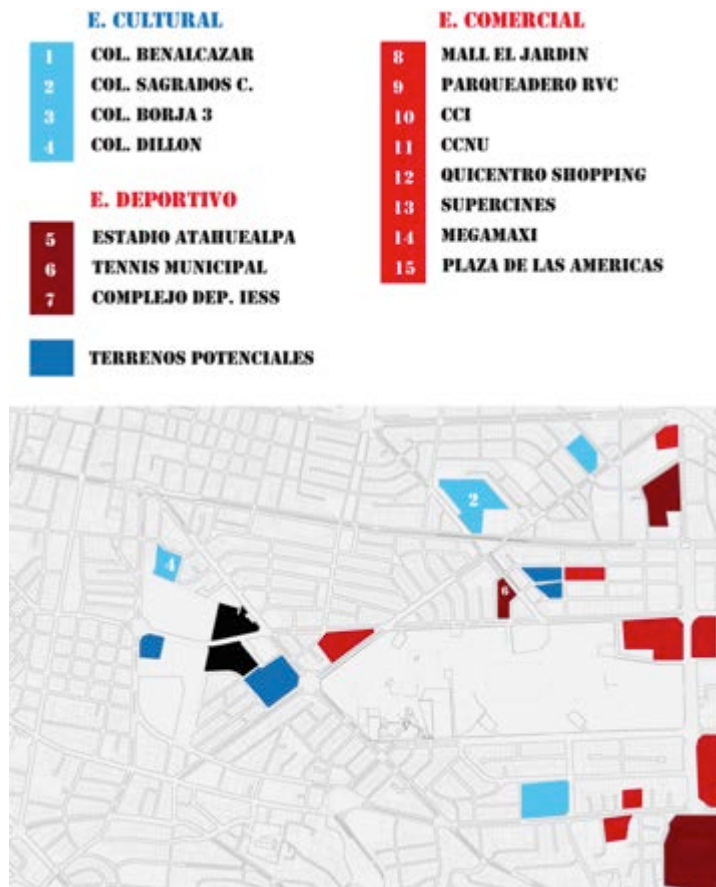 E. CULTURAL
1 COL. BENALCAZAR
2 COL. SAGRADOS C.
3 COL. BORJA 3
4 COL. DILLON
E. DEPORTIVO
5 ESTADIO ATAHUEALPA
6 TENNIS MUNICIPAL
7 COMPLEJO DEP. IESS
TERRENOS POTENCIALES
E. COMERCIAL
8 MALL EL JARDIN
9 PARQUEADERO RVC
10 CCI
11 CCNU
12 QUICENTRO SHOPPING
13 SUPERCINES
14 MEGAMAXI
15 PLAZA DE LAS AMERICAS
2
4
6